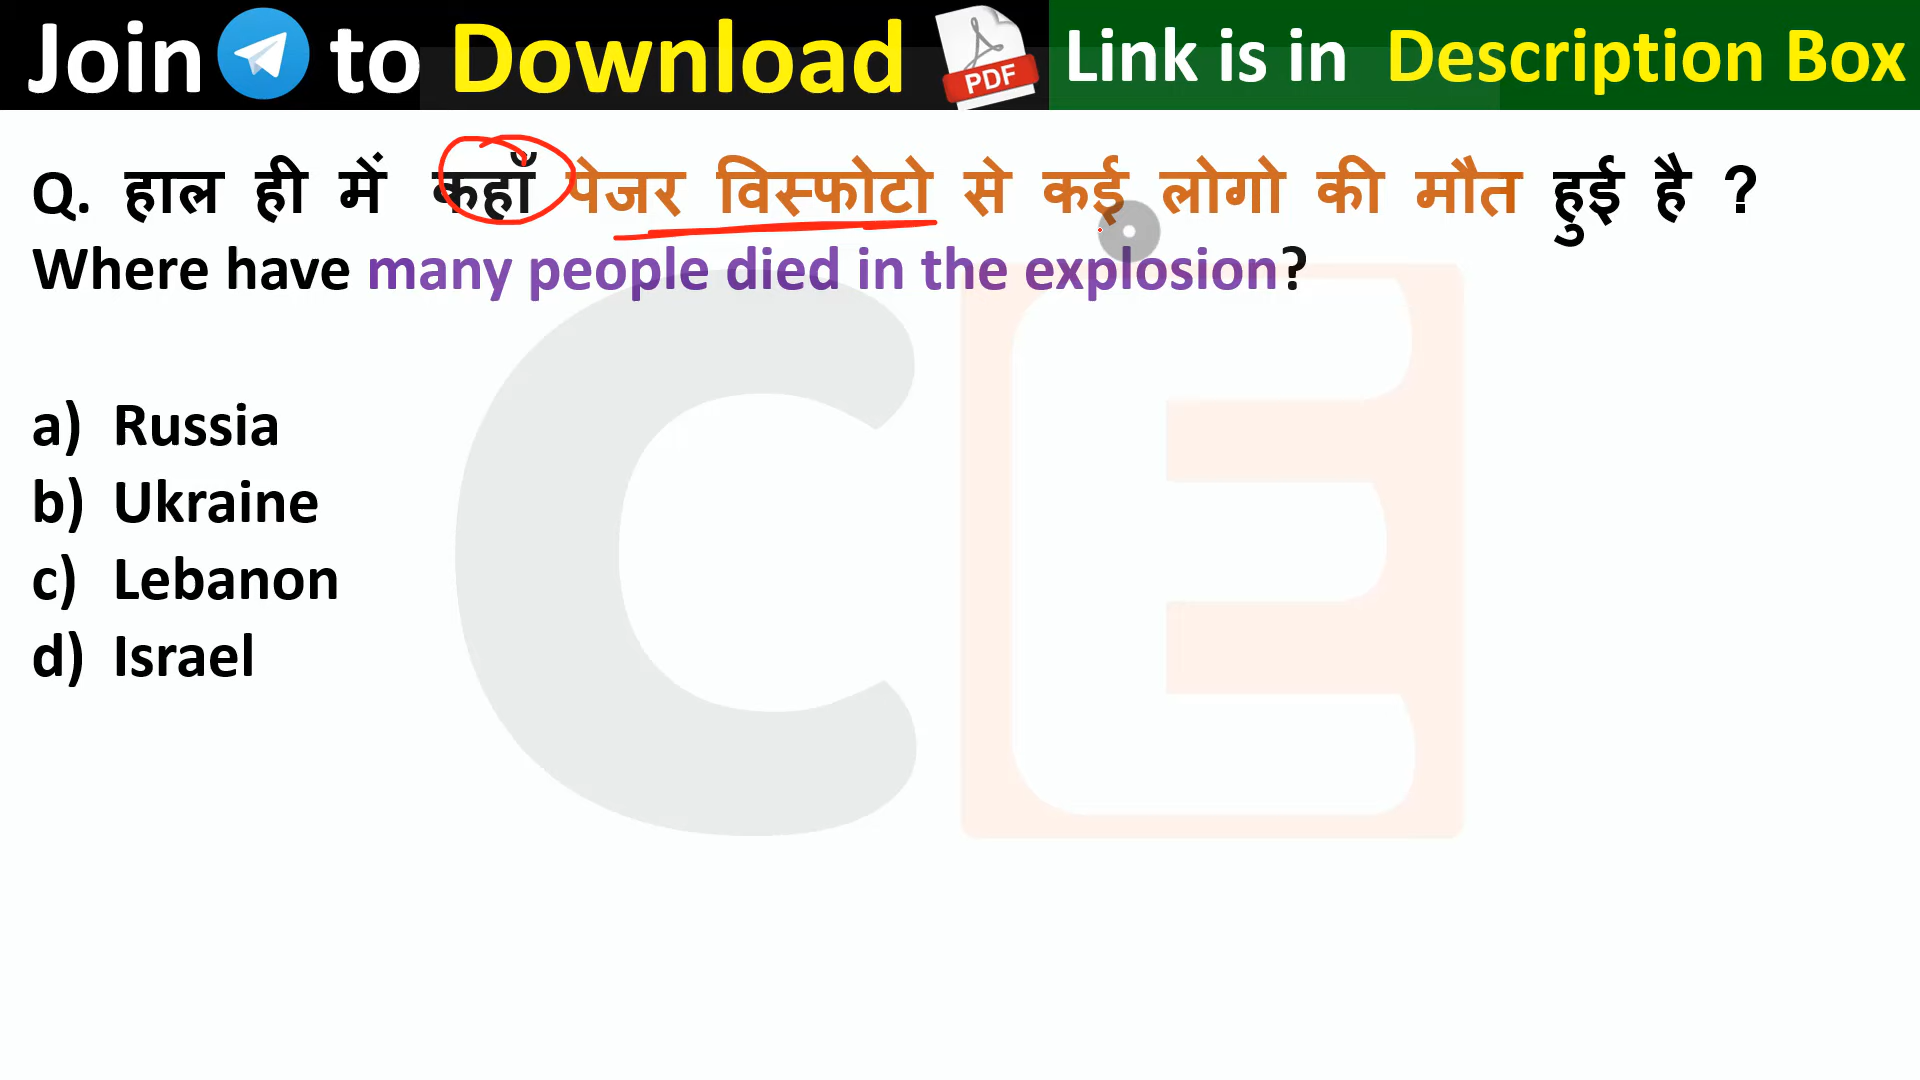 Join to Download PDF Link is in Description Box
Q. हाल ही में कहाँ पेजर विस्फोटो से कई लोगो की मौत हुई है ?
Where have many people died in the explosion?
a) Russia
b) Ukraine
c) Lebanon
d) Israel
CE